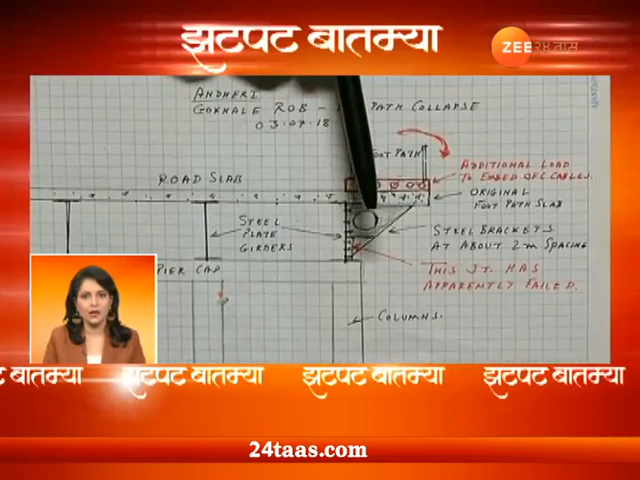 झटपट बातम्या
ZEE २४ तास
ANDHERI
GOKHALE ROB - PATH COLLAPSE
03.07.18
FOOT PATH
ROAD SLAB
ADDITIONAL LOAD
TO EMBED OFC CABLES.
ORIGINAL
FOOT PATH SLAB
STEEL
PLATE
GIRDERS
STEEL BRACKETS
AT ABOUT 2m SPACING
PIER CAP
THIS JT. HAS
APPARENTLY FAILED.
COLUMNS.
झटपट बातम्या झटपट बातम्या झटपट बातम्या
24taas.com